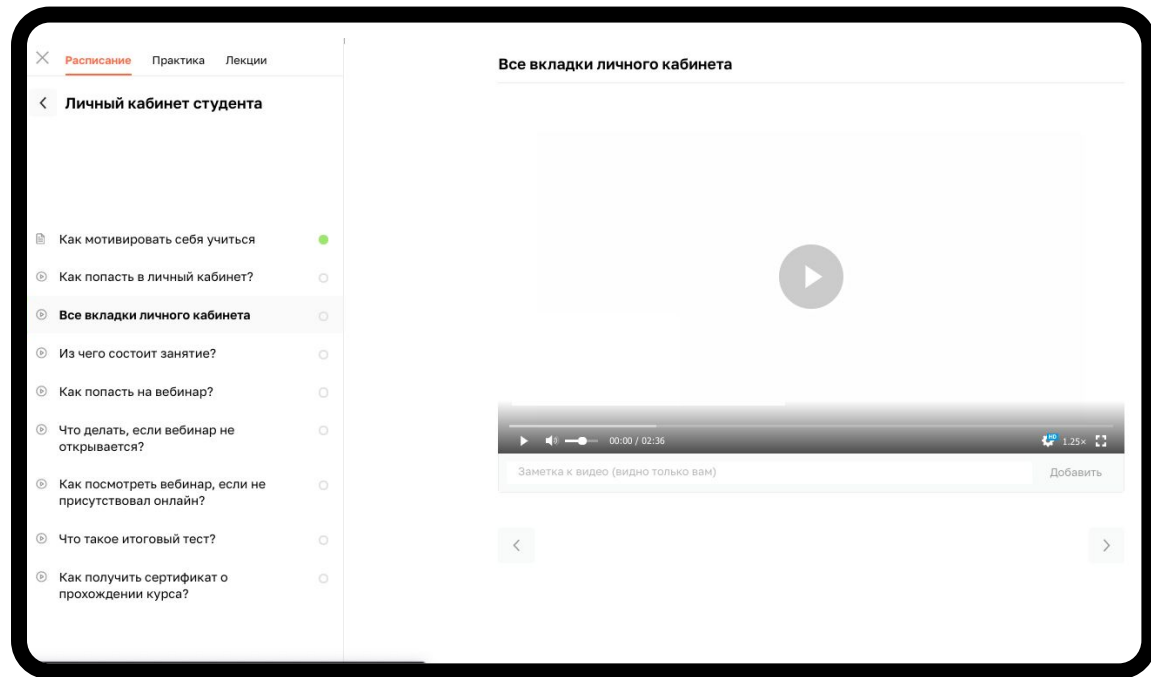 Расписание Практика Лекции
Личный кабинет студента
Как мотивировать себя учиться
Как попасть в личный кабинет?
Все вкладки личного кабинета
Из чего состоит занятие?
Как попасть на вебинар?
Что делать, если вебинар не
открывается?
Как посмотреть вебинар, если не
присутствовал онлайн?
Что такое итоговый тест?
Как получить сертификат о
прохождении курса?
Все вкладки личного кабинета
00:00 / 02:36
HD
1.25×
Заметка к видео (видно только вам)
Добавить